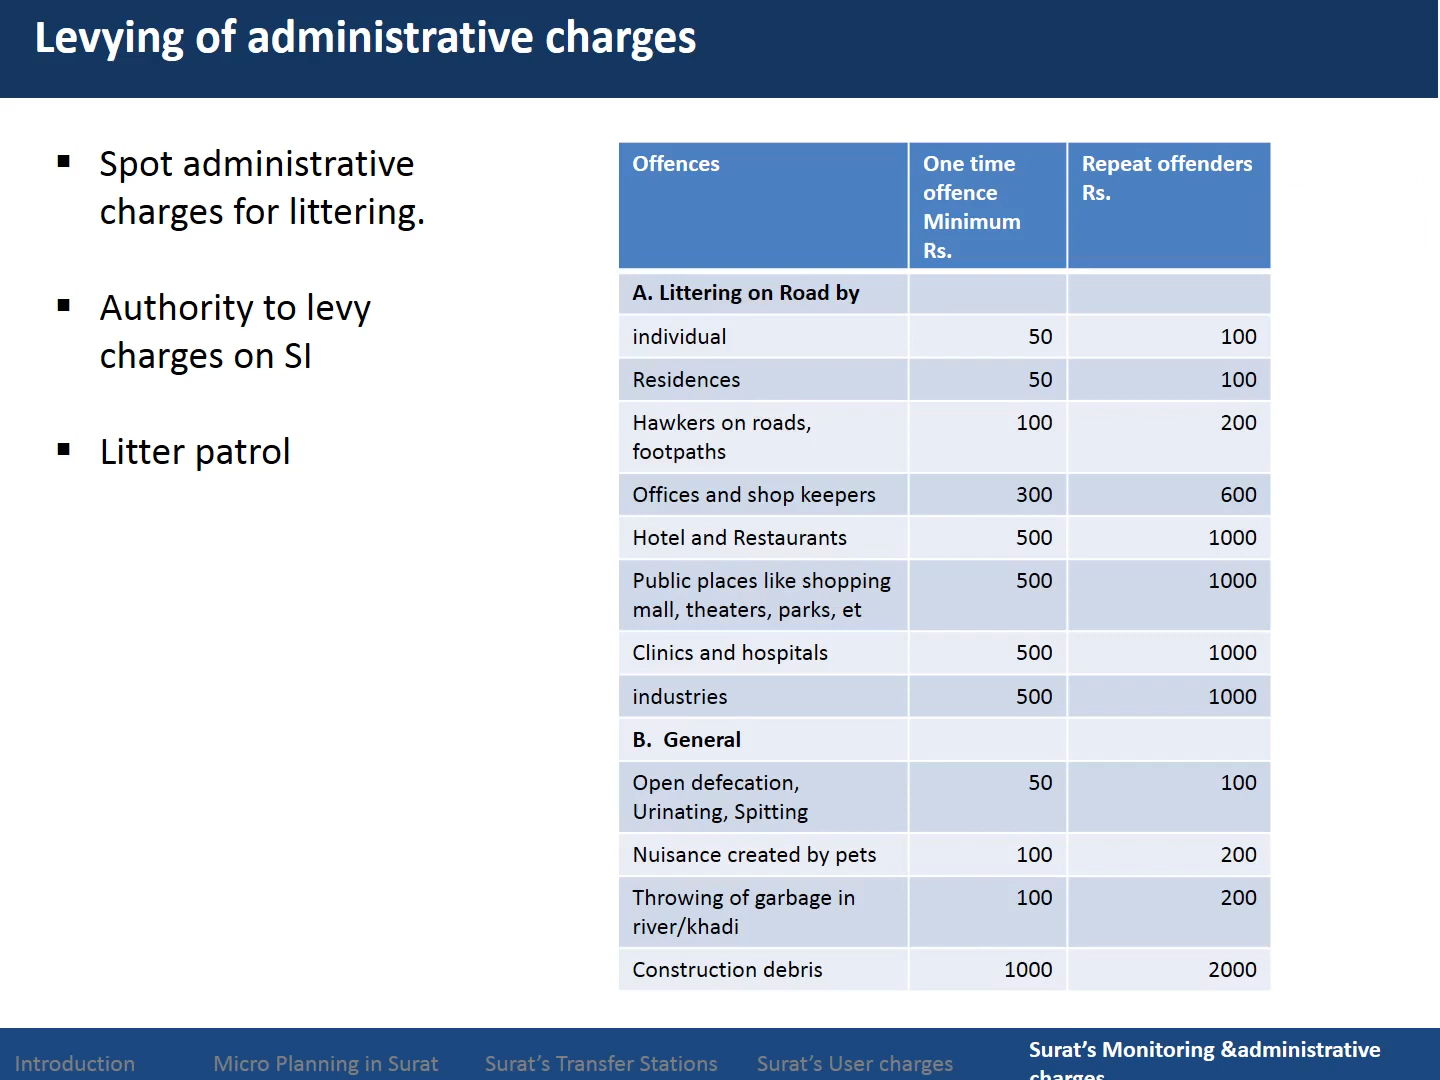 Levying of administrative charges
▪ Spot administrative
charges for littering.
▪ Authority to levy
charges on SI
▪ Litter patrol
Offences
One time
offence
Minimum
Rs.
Repeat offenders
Rs.
A. Littering on Road by
individual 50 100
Residences 50 100
Hawkers on roads, 100 200
footpaths
Offices and shop keepers 300 600
Hotel and Restaurants 500 1000
Public places like shopping 500 1000
mall, theaters, parks, et
Clinics and hospitals 500 1000
industries 500 1000
B. General
Open defecation, 50 100
Urinating, Spitting
Nuisance created by pets 100 200
Throwing of garbage in 100 200
river/khadi
Construction debris 1000 2000
Introduction
Micro Planning in Surat
Surat’s Transfer Stations
Surat’s User charges
Surat’s Monitoring &administrative
charges